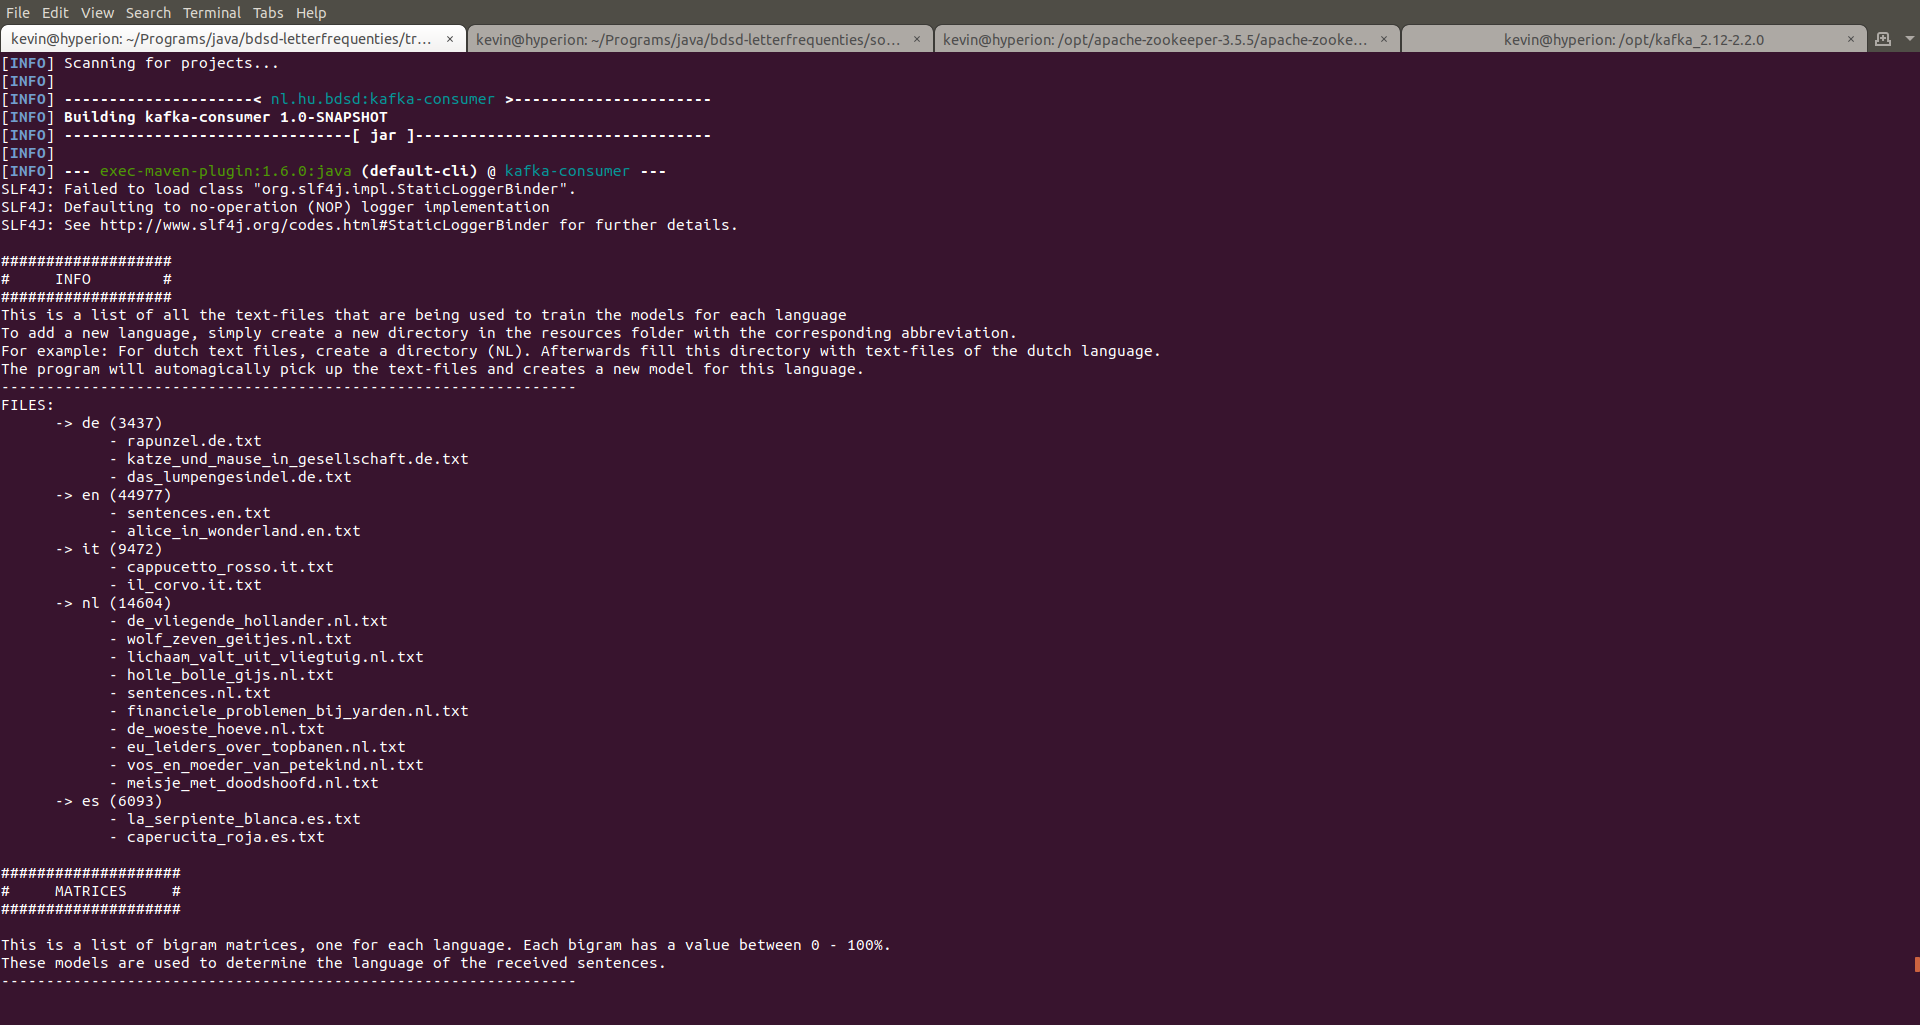 File Edit View Search Terminal Tabs Help
kevin@hyperion: ~/Programs/java/bdsd-letterfrequenties/tr... × kevin@hyperion: ~/Programs/java/bdsd-letterfrequenties/so... × kevin@hyperion: /opt/apache-zookeeper-3.5.5/apache-zooke... × kevin@hyperion: /opt/kafka_2.12-2.2.0 ×
[INFO] Scanning for projects...
[INFO]
[INFO] ---------------------< nl.hu.bdsd:kafka-consumer >----------------------
[INFO] Building kafka-consumer 1.0-SNAPSHOT
[INFO] --------------------------------[ jar ]---------------------------------
[INFO]
[INFO] --- exec-maven-plugin:1.6.0:java (default-cli) @ kafka-consumer ---
SLF4J: Failed to load class "org.slf4j.impl.StaticLoggerBinder".
SLF4J: Defaulting to no-operation (NOP) logger implementation
SLF4J: See http://www.slf4j.org/codes.html#StaticLoggerBinder for further details.

###################
#     INFO        #
###################
This is a list of all the text-files that are being used to train the models for each language
To add a new language, simply create a new directory in the resources folder with the corresponding abbreviation.
For example: For dutch text files, create a directory (NL). Afterwards fill this directory with text-files of the dutch language.
The program will automagically pick up the text-files and creates a new model for this language.
----------------------------------------------------------------
FILES:
      -> de (3437)
            - rapunzel.de.txt
            - katze_und_mause_in_gesellschaft.de.txt
            - das_lumpengesindel.de.txt
      -> en (44977)
            - sentences.en.txt
            - alice_in_wonderland.en.txt
      -> it (9472)
            - cappucetto_rosso.it.txt
            - il_corvo.it.txt
      -> nl (14604)
            - de_vliegende_hollander.nl.txt
            - wolf_zeven_geitjes.nl.txt
            - lichaam_valt_uit_vliegtuig.nl.txt
            - holle_bolle_gijs.nl.txt
            - sentences.nl.txt
            - financiele_problemen_bij_yarden.nl.txt
            - de_woeste_hoeve.nl.txt
            - eu_leiders_over_topbanen.nl.txt
            - vos_en_moeder_van_petekind.nl.txt
            - meisje_met_doodshoofd.nl.txt
      -> es (6093)
            - la_serpiente_blanca.es.txt
            - caperucita_roja.es.txt

####################
#     MATRICES     #
####################

This is a list of bigram matrices, one for each language. Each bigram has a value between 0 - 100%.
These models are used to determine the language of the received sentences.
----------------------------------------------------------------